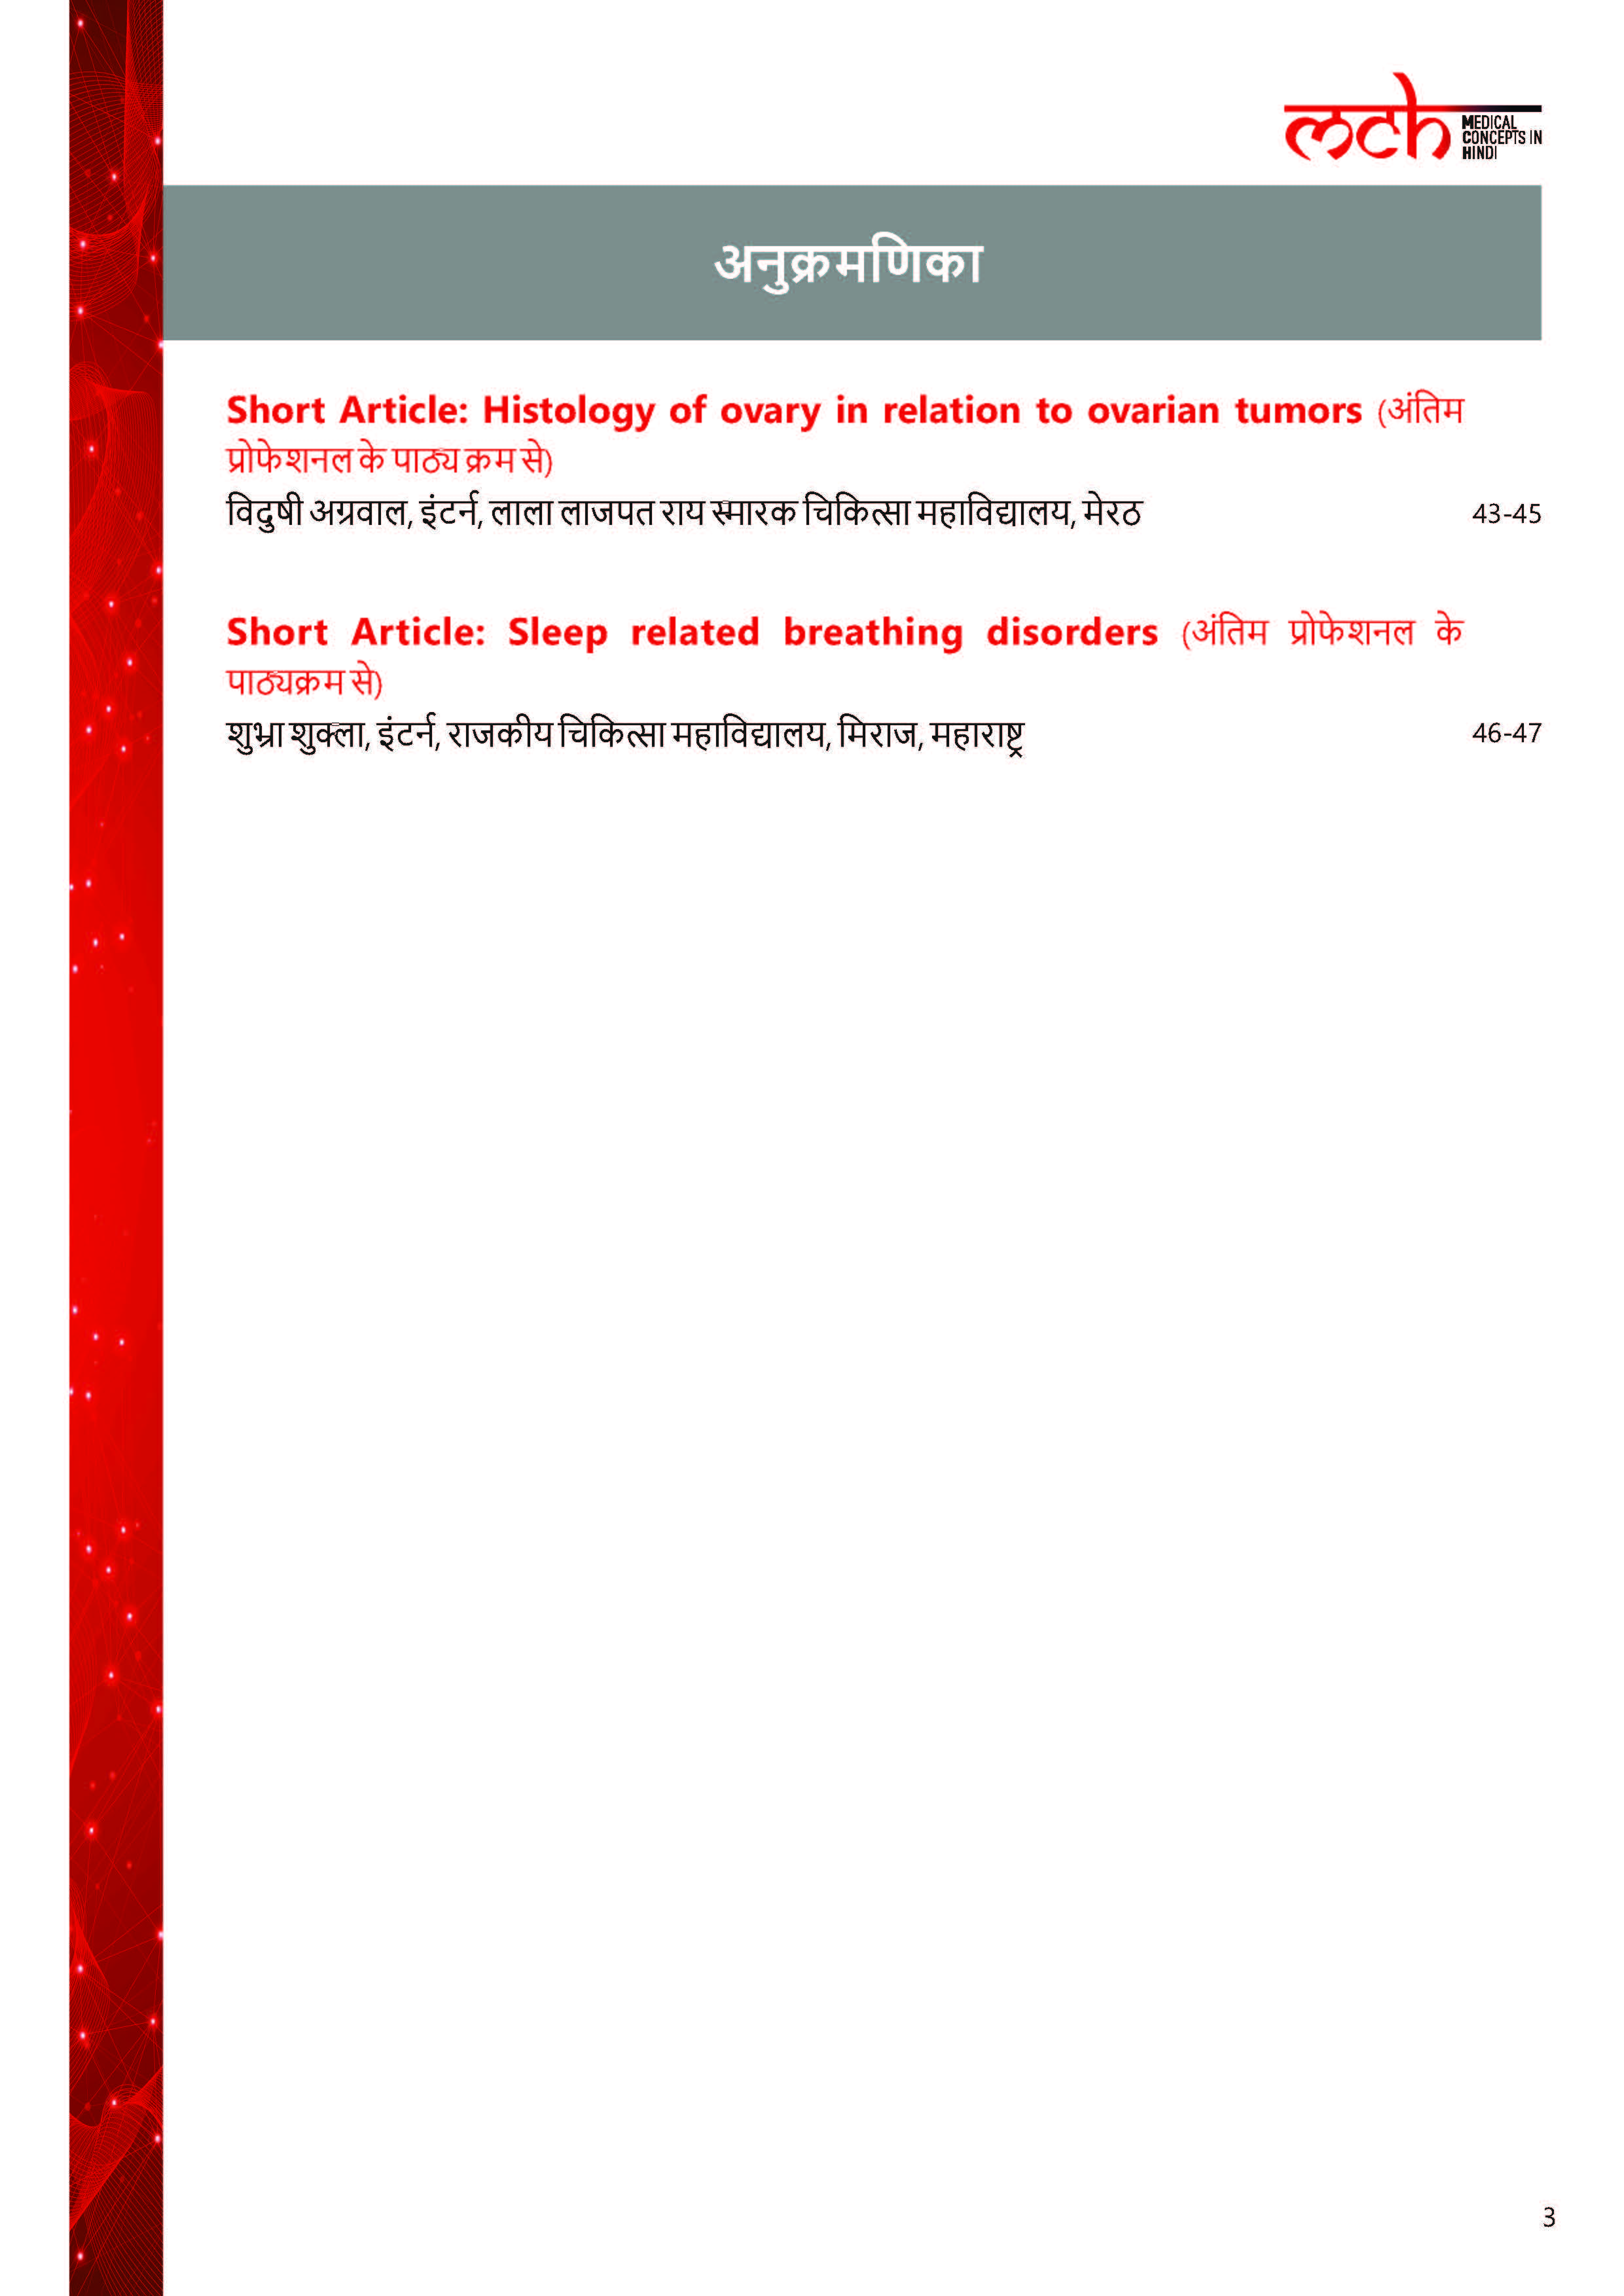 mch MEDICAL
CONCEPTS IN
HINDI
अनुक्रमणिका
Short Article: Histology of ovary in relation to ovarian tumors (अंतिम
प्रोफेशनल के पाठ्य क्रम से)
विदुषी अग्रवाल, इंटर्न, लाला लाजपत राय स्मारक चिकित्सा महाविद्यालय, मेरठ 43-45
Short Article: Sleep related breathing disorders (अंतिम प्रोफेशनल के
पाठ्यक्रम से)
शुभ्रा शुक्ला, इंटर्न, राजकीय चिकित्सा महाविद्यालय, मिराज, महाराष्ट्र 46-47
3